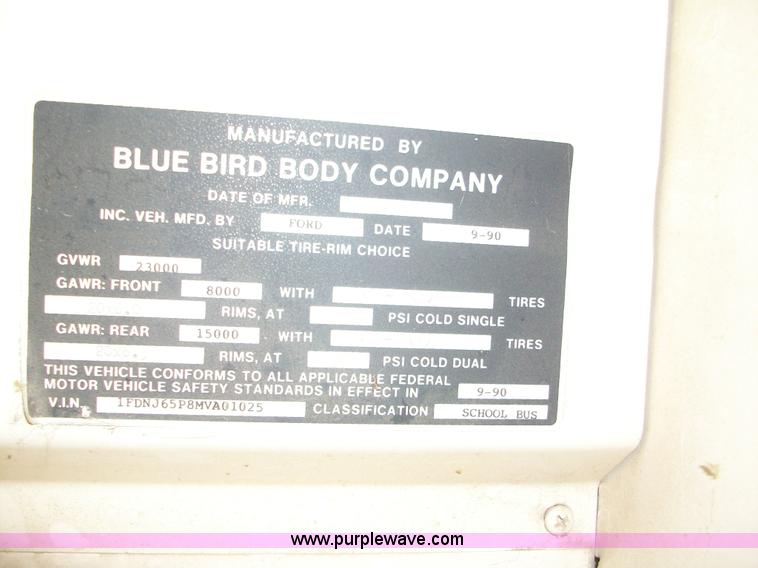 MANUFACTURED BY
BLUE BIRD BODY COMPANY
DATE OF MFR.
INC. VEH. MFD. BY FORD DATE 9-90
SUITABLE TIRE-RIM CHOICE
GVWR 23000
GAWR: FRONT 8000 WITH TIRES
RIMS, AT PSI COLD SINGLE
GAWR: REAR 15000 WITH TIRES
RIMS, AT PSI COLD DUAL
THIS VEHICLE CONFORMS TO ALL APPLICABLE FEDERAL
MOTOR VEHICLE SAFETY STANDARDS IN EFFECT IN 9-90
V.I.N. 1FDNJ65P8MVA01025 CLASSIFICATION SCHOOL BUS
www.purplewave.com